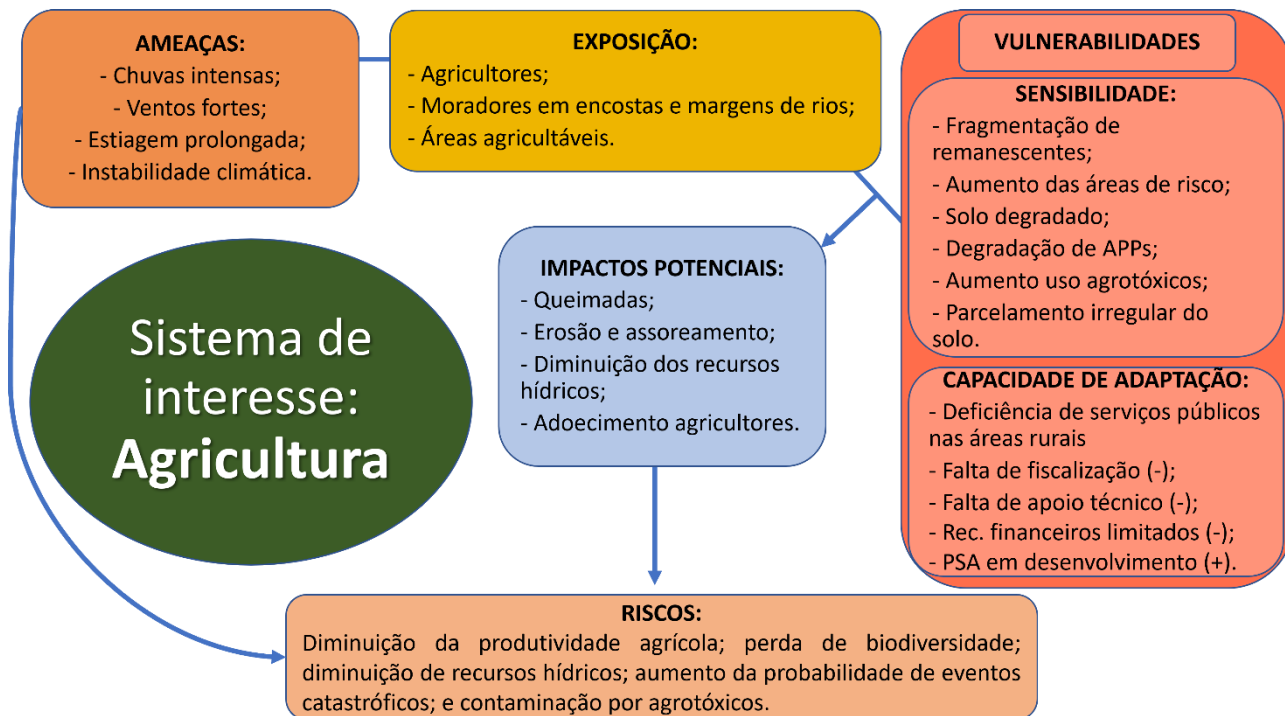 AMEAÇAS:
- Chuvas intensas;
- Ventos fortes;
- Estiagem prolongada;
- Instabilidade climática.
EXPOSIÇÃO:
- Agricultores;
- Moradores em encostas e margens de rios;
- Áreas agricultáveis.
VULNERABILIDADES
SENSIBILIDADE:
- Fragmentação de
remanescentes;
- Aumento das áreas de risco;
- Solo degradado;
- Degradação de APPs;
- Aumento uso agrotóxicos;
- Parcelamento irregular do
solo.
CAPACIDADE DE ADAPTAÇÃO:
- Deficiência de serviços públicos
nas áreas rurais
- Falta de fiscalização (-);
- Falta de apoio técnico (-);
- Rec. financeiros limitados (-);
- PSA em desenvolvimento (+).
Sistema de
interesse:
Agricultura
IMPACTOS POTENCIAIS:
- Queimadas;
- Erosão e assoreamento;
- Diminuição dos recursos
hídricos;
- Adoecimento agricultores.
RISCOS:
Diminuição da produtividade agrícola; perda de biodiversidade;
diminuição de recursos hídricos; aumento da probabilidade de eventos
catastróficos; e contaminação por agrotóxicos.